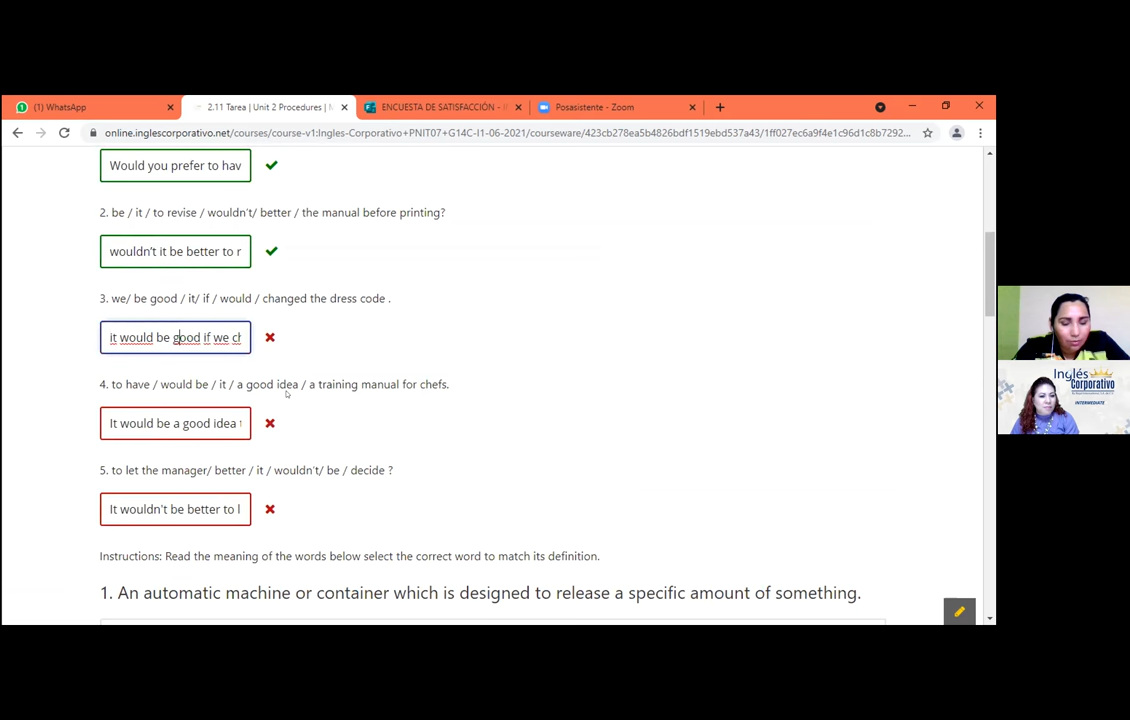 (1) WhatsApp
2.11 Tarea | Unit 2 Procedures |
ENCUESTA DE SATISFACCIÓN -
Posasistente - Zoom
online.inglescorporativo.net/courses/course-v1:Ingles-Corporativo+PNIT07+G14C-I1-06-2021/courseware/423cb278ea5b4826bdf1519ebd537a43/1ff027ec6a9f4e1c96d1c8b7292...
Would you prefer to hav
2. be / it / to revise / wouldn't/ better / the manual before printing?
wouldn't it be better to r
3. we/ be good / it/ if / would / changed the dress code .
it would be good if we ch
4. to have / would be / it / a good idea / a training manual for chefs.
It would be a good idea t
5. to let the manager/ better / it / wouldn't/ be / decide ?
It wouldn't be better to l
Instructions: Read the meaning of the words below select the correct word to match its definition.
1. An automatic machine or container which is designed to release a specific amount of something.
Inglés
Corporativo
INTERMEDIATE